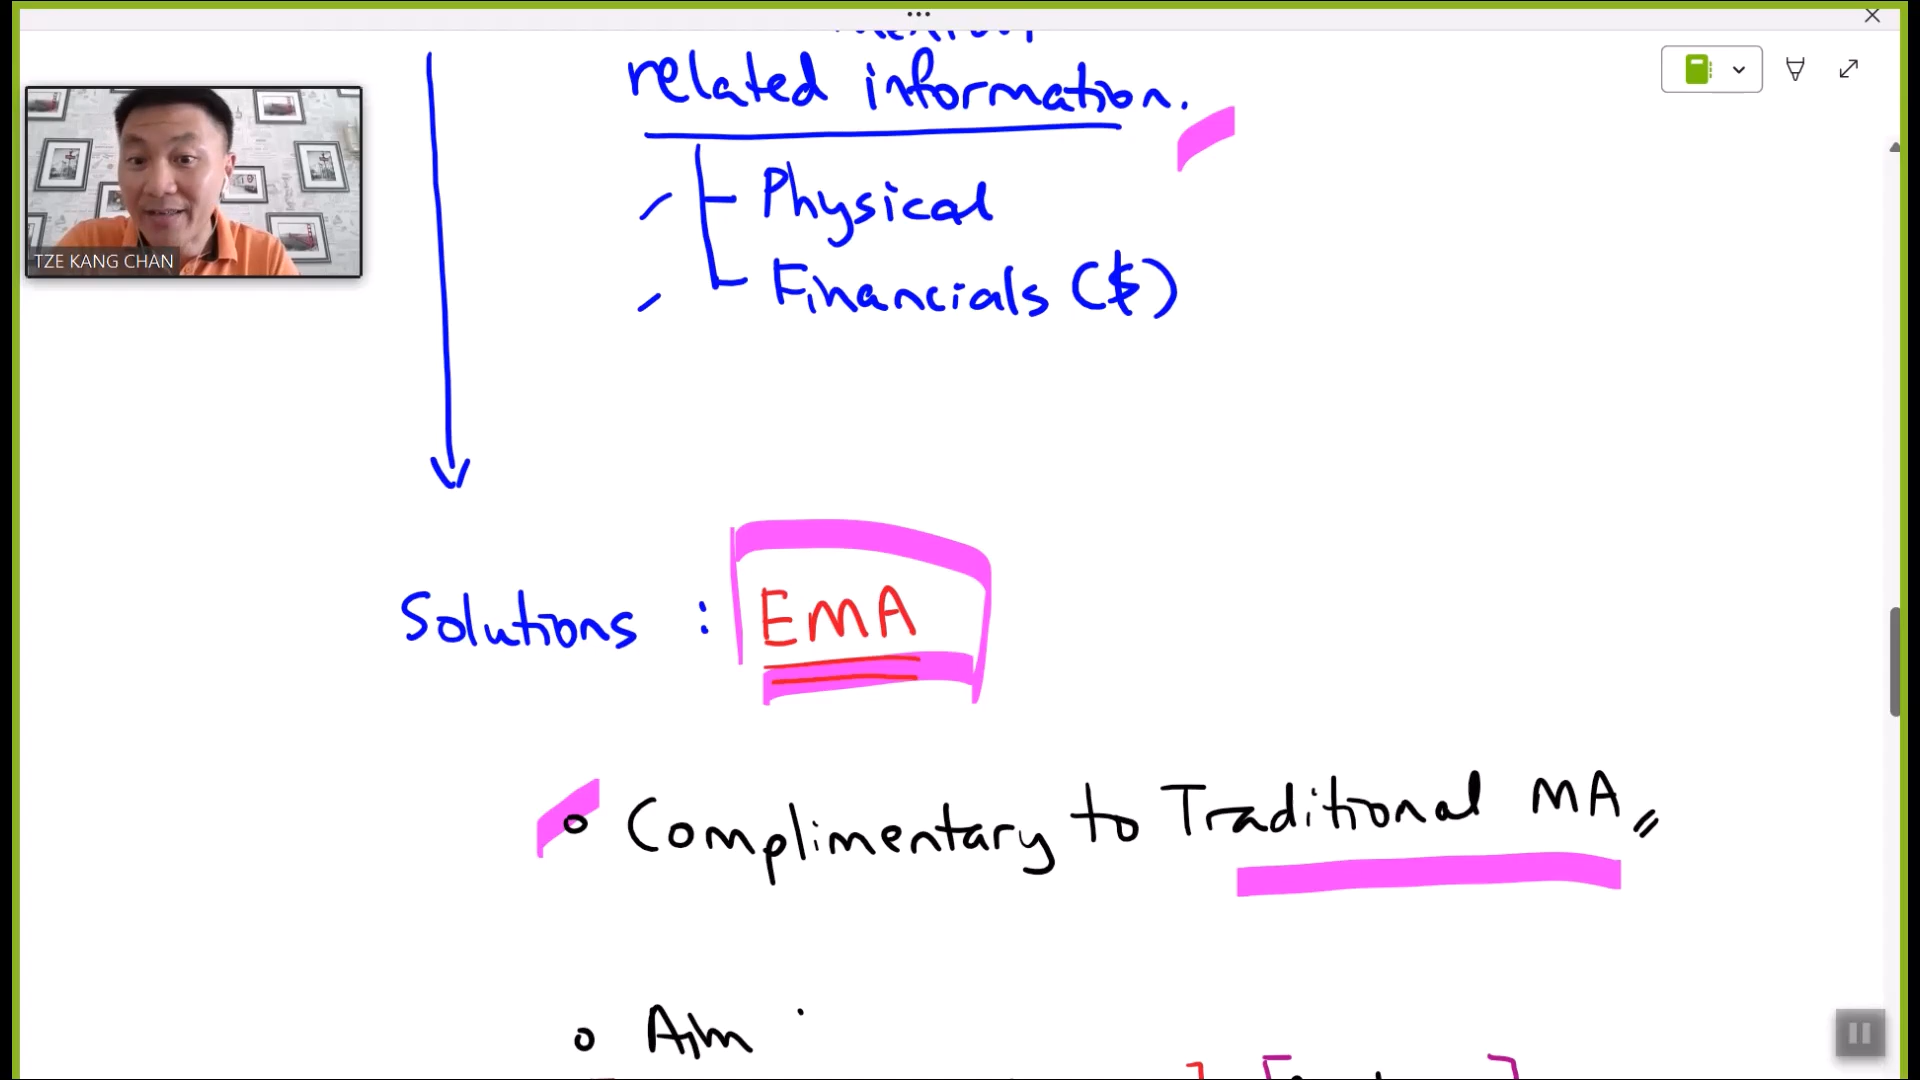 related information.
TZE KANG CHAN
Physical
Financials ($)
Solutions : EMA
Complimentary to Traditional MA
Aim :